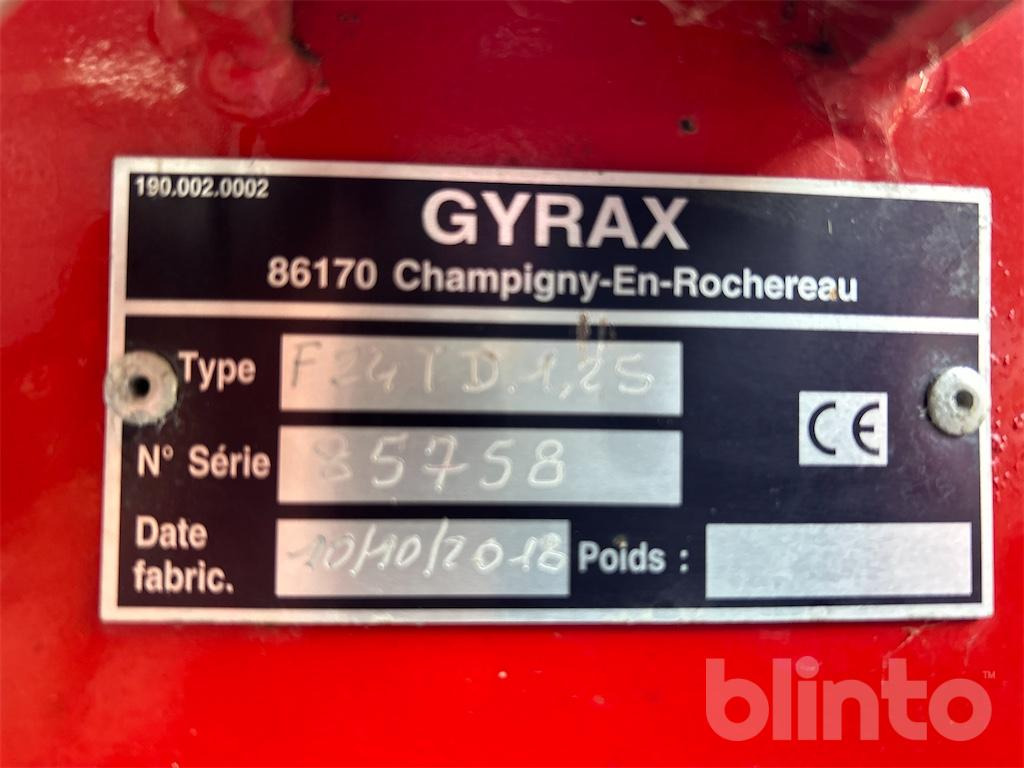 190.002.0002
GYRAX
86170 Champigny-En-Rochereau
Type F24TD.1,25
N° Série 85758
CE
Date fabric. 10/10/2018 Poids :
blinto™